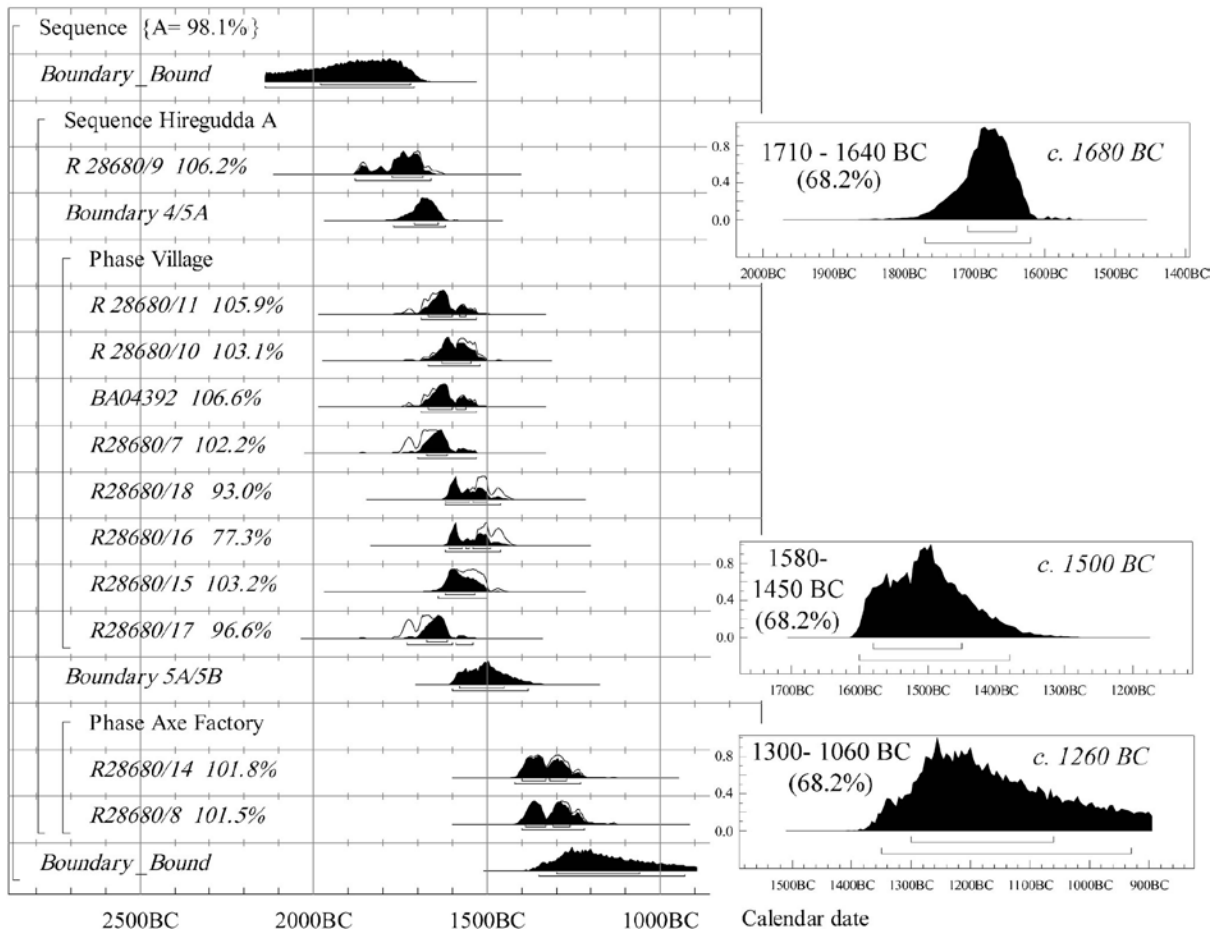 Sequence {A= 98.1%}
Boundary _Bound
Sequence Hiregudda A
R 28680/9 106.2%
Boundary 4/5A
Phase Village
R 28680/11 105.9%
R 28680/10 103.1%
BA04392 106.6%
R28680/7 102.2%
R28680/18 93.0%
R28680/16 77.3%
R28680/15 103.2%
R28680/17 96.6%
Boundary 5A/5B
Phase Axe Factory
R28680/14 101.8%
R28680/8 101.5%
Boundary _Bound
2500BC 2000BC 1500BC 1000BC Calendar date
0.8
0.4
0.0
1710 - 1640 BC
(68.2%)
c. 1680 BC
2000BC 1900BC 1800BC 1700BC 1600BC 1500BC 1400BC
0.8
0.4
0.0
1580-
1450 BC
(68.2%)
c. 1500 BC
1700BC 1600BC 1500BC 1400BC 1300BC 1200BC
0.8
0.4
0.0
1300- 1060 BC
(68.2%)
c. 1260 BC
1500BC 1400BC 1300BC 1200BC 1100BC 1000BC 900BC